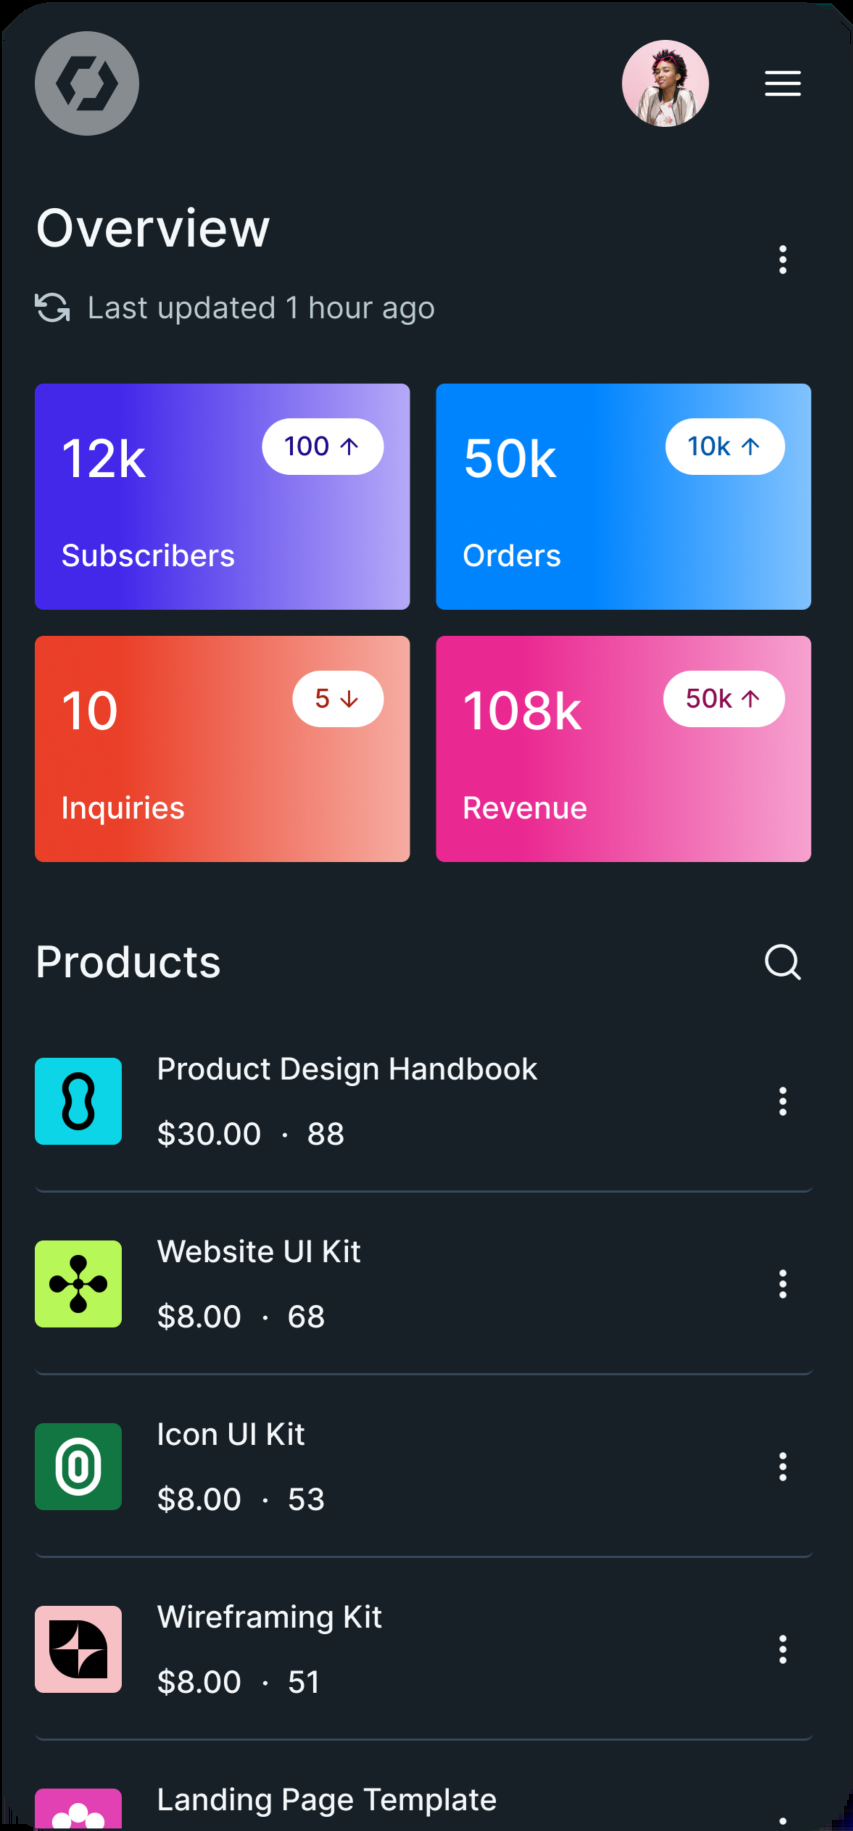 Overview
Last updated 1 hour ago
12k
100 ↑
Subscribers
50k
10k ↑
Orders
10
5 ↓
Inquiries
108k
50k ↑
Revenue
Products
Product Design Handbook
$30.00 · 88
Website UI Kit
$8.00 · 68
Icon UI Kit
$8.00 · 53
Wireframing Kit
$8.00 · 51
Landing Page Template